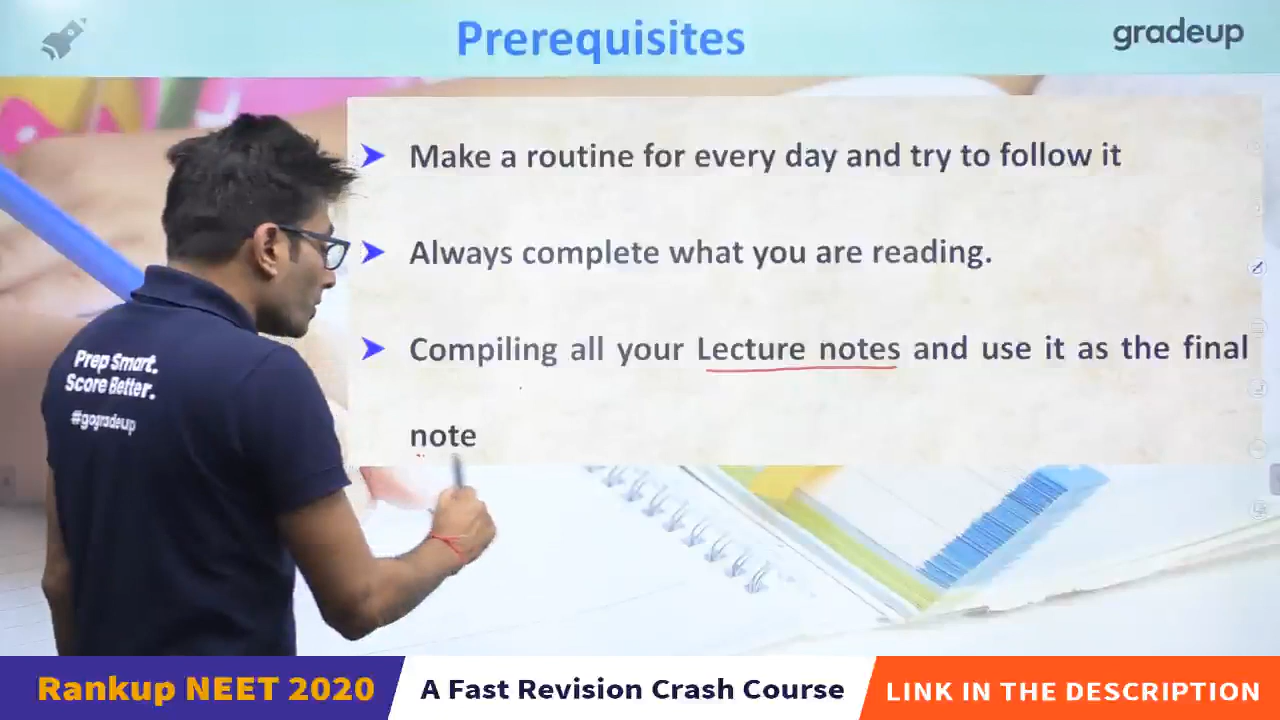 Prerequisites
gradeup
Make a routine for every day and try to follow it
Always complete what you are reading.
Compiling all your Lecture notes and use it as the final
note
Prep Smart.
Score Better.
#gogradeup
Rankup NEET 2020
A Fast Revision Crash Course
LINK IN THE DESCRIPTION